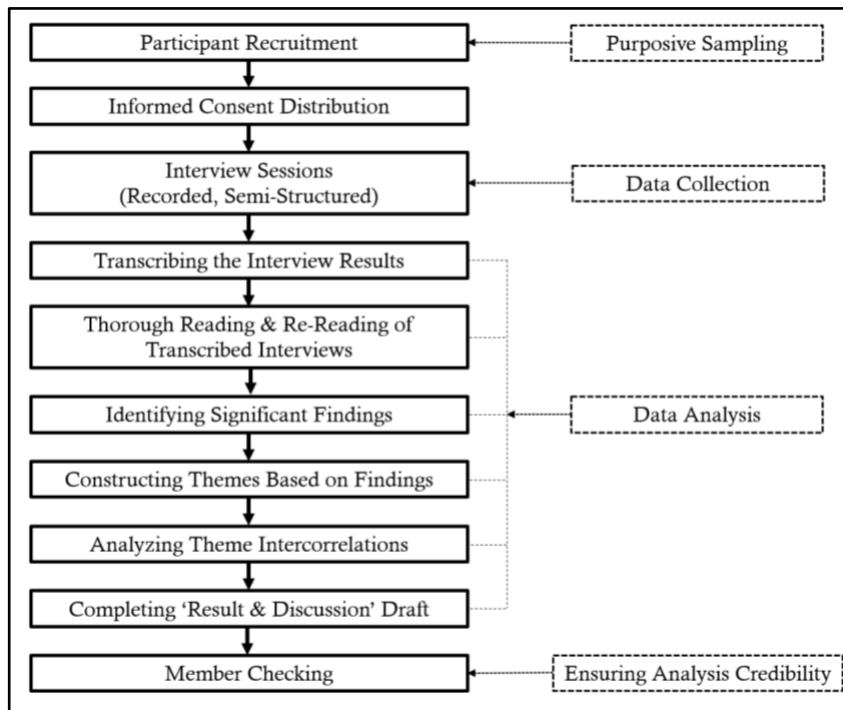 Participant Recruitment
Purposive Sampling
Informed Consent Distribution
Interview Sessions
(Recorded, Semi-Structured)
Data Collection
Transcribing the Interview Results
Thorough Reading & Re-Reading of
Transcribed Interviews
Identifying Significant Findings
Data Analysis
Constructing Themes Based on Findings
Analyzing Theme Intercorrelations
Completing ‘Result & Discussion’ Draft
Member Checking
Ensuring Analysis Credibility